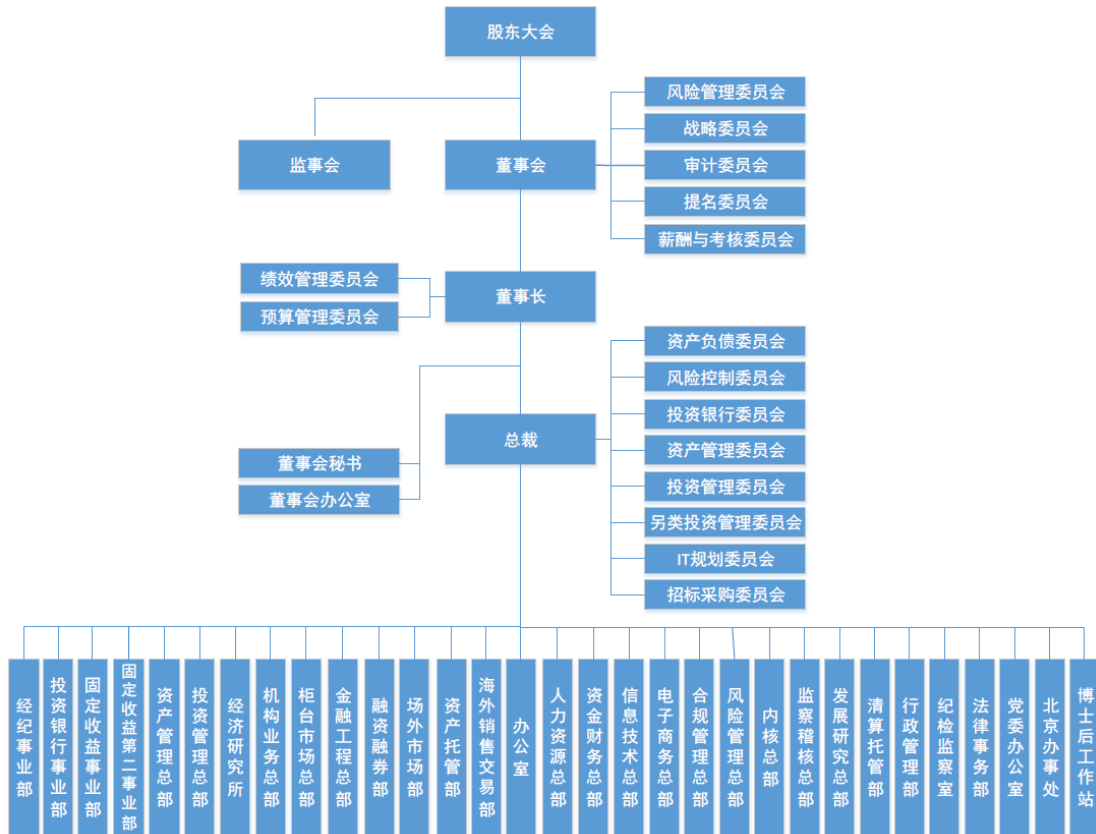 股东大会
风险管理委员会
战略委员会
监事会
董事会
审计委员会
提名委员会
薪酬与考核委员会
绩效管理委员会
董事长
预算管理委员会
资产负债委员会
风险控制委员会
投资银行委员会
总裁
资产管理委员会
董事会秘书
投资管理委员会
董事会办公室
另类投资管理委员会
IT规划委员会
招标采购委员会
经纪事业部
投资银行事业部
固定收益事业部
固定收益第二事业部
资产管理总部
投资管理总部
经济研究所
机构业务总部
柜台市场总部
金融工程总部
融资融券部
场外市场部
资产托管部
海外销售交易部
办公室
人力资源总部
资金财务总部
信息技术总部
电子商务总部
合规管理总部
风险管理总部
内核总部
监察稽核总部
发展研究总部
清算托管部
行政管理部
纪检监察室
法律事务部
党委办公室
北京办事处
博士后工作站